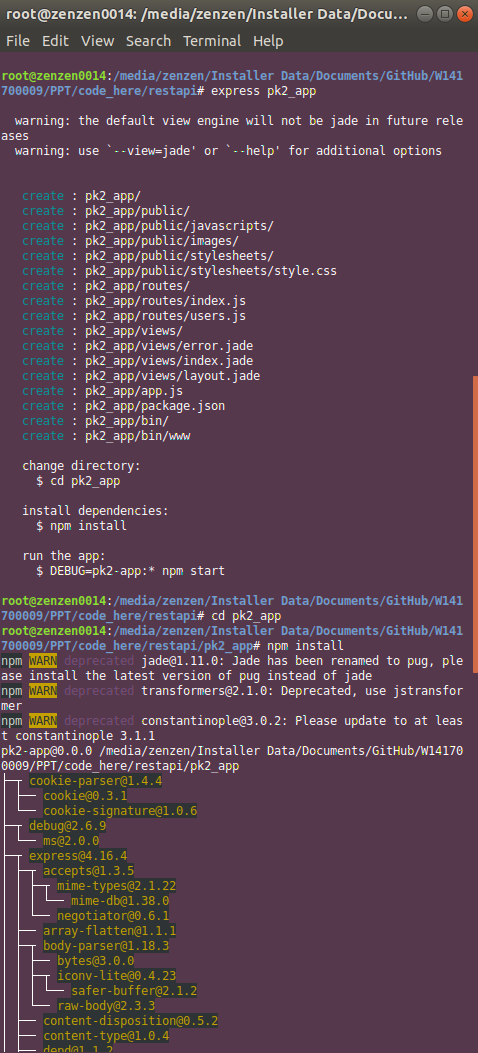 root@zenzen0014: /media/zenzen/Installer Data/Docu...
File Edit View Search Terminal Help
root@zenzen0014:/media/zenzen/Installer Data/Documents/GitHub/W141
700009/PPT/code_here/restapi# express pk2_app
warning: the default view engine will not be jade in future rele
ases
warning: use `--view=jade' or `--help' for additional options
create : pk2_app/
create : pk2_app/public/
create : pk2_app/public/javascripts/
create : pk2_app/public/images/
create : pk2_app/public/stylesheets/
create : pk2_app/public/stylesheets/style.css
create : pk2_app/routes/
create : pk2_app/routes/index.js
create : pk2_app/routes/users.js
create : pk2_app/views/
create : pk2_app/views/error.jade
create : pk2_app/views/index.jade
create : pk2_app/views/layout.jade
create : pk2_app/app.js
create : pk2_app/package.json
create : pk2_app/bin/
create : pk2_app/bin/www
change directory:
$ cd pk2_app
install dependencies:
$ npm install
run the app:
$ DEBUG=pk2-app:* npm start
root@zenzen0014:/media/zenzen/Installer Data/Documents/GitHub/W141
700009/PPT/code_here/restapi# cd pk2_app
root@zenzen0014:/media/zenzen/Installer Data/Documents/GitHub/W141
700009/PPT/code_here/restapi/pk2_app# npm install
npm WARN deprecated jade@1.11.0: Jade has been renamed to pug, ple
ase install the latest version of pug instead of jade
npm WARN deprecated transformers@2.1.0: Deprecated, use jstransfor
mer
npm WARN deprecated constantinople@3.0.2: Please update to at leas
t constantinople 3.1.1
pk2-app@0.0.0 /media/zenzen/Installer Data/Documents/GitHub/W14170
0009/PPT/code_here/restapi/pk2_app
cookie-parser@1.4.4
cookie@0.3.1
cookie-signature@1.0.6
debug@2.6.9
ms@2.0.0
express@4.16.4
accepts@1.3.5
mime-types@2.1.22
mime-db@1.38.0
negotiator@0.6.1
array-flatten@1.1.1
body-parser@1.18.3
bytes@3.0.0
iconv-lite@0.4.23
safer-buffer@2.1.2
raw-body@2.3.3
content-disposition@0.5.2
content-type@1.0.4
depd@1.1.2